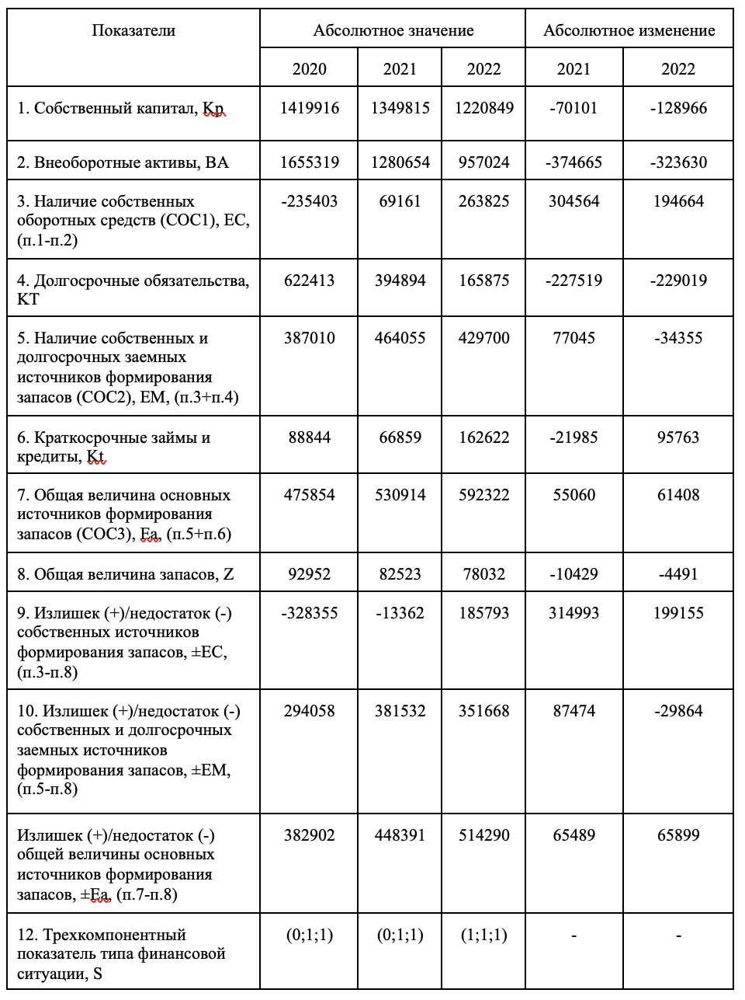 Показатели
Абсолютное значение
Абсолютное изменение
2020
2021
2022
2021
2022
1. Собственный капитал, Кр
1419916
1349815
1220849
-70101
-128966
2. Внеоборотные активы, ВА
1655319
1280654
957024
-374665
-323630
3. Наличие собственных
оборотных средств (СОС1), ЕС,
(п.1-п.2)
-235403
69161
263825
304564
194664
4. Долгосрочные обязательства,
КТ
622413
394894
165875
-227519
-229019
5. Наличие собственных и
долгосрочных заемных
источников формирования
запасов (СОС2), ЕМ, (п.3+п.4)
387010
464055
429700
77045
-34355
6. Краткосрочные займы и
кредиты, Kt
88844
66859
162622
-21985
95763
7. Общая величина основных
источников формирования
запасов (СОС3), Еа, (п.5+п.6)
475854
530914
592322
55060
61408
8. Общая величина запасов, Z
92952
82523
78032
-10429
-4491
9. Излишек (+)/недостаток (-)
собственных источников
формирования запасов, ±ЕС,
(п.3-п.8)
-328355
-13362
185793
314993
199155
10. Излишек (+)/недостаток (-)
собственных и долгосрочных
заемных источников
формирования запасов, ±ЕМ,
(п.5-п.8)
294058
381532
351668
87474
-29864
Излишек (+)/недостаток (-)
общей величины основных
источников формирования
запасов, ±Еа, (п.7-п.8)
382902
448391
514290
65489
65899
12. Трехкомпонентный
показатель типа финансовой
ситуации, S
(0;1;1)
(0;1;1)
(1;1;1)
-
-